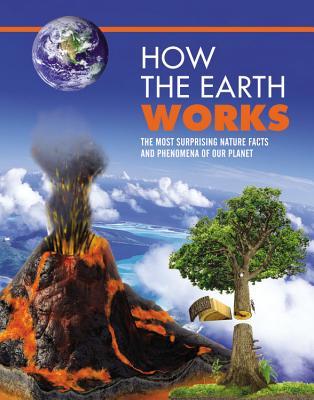 HOW
THE EARTH
WORKS
THE MOST SURPRISING NATURE FACTS
AND PHENOMENA OF OUR PLANET